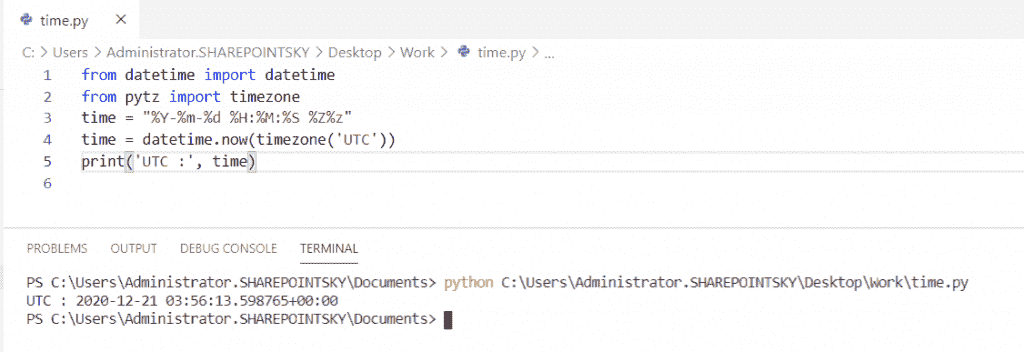 time.py ×
C: > Users > Administrator.SHAREPOINTSKY > Desktop > Work > time.py > ...
1 from datetime import datetime
2 from pytz import timezone
3 time = "%Y-%m-%d %H:%M:%S %Z%z"
4 time = datetime.now(timezone('UTC'))
5 print('UTC :', time)
6
PROBLEMS OUTPUT DEBUG CONSOLE TERMINAL
PS C:\Users\Administrator.SHAREPOINTSKY\Documents> python C:\Users\Administrator.SHAREPOINTSKY\Desktop\Work\time.py
UTC : 2020-12-21 03:56:13.598765+00:00
PS C:\Users\Administrator.SHAREPOINTSKY\Documents>